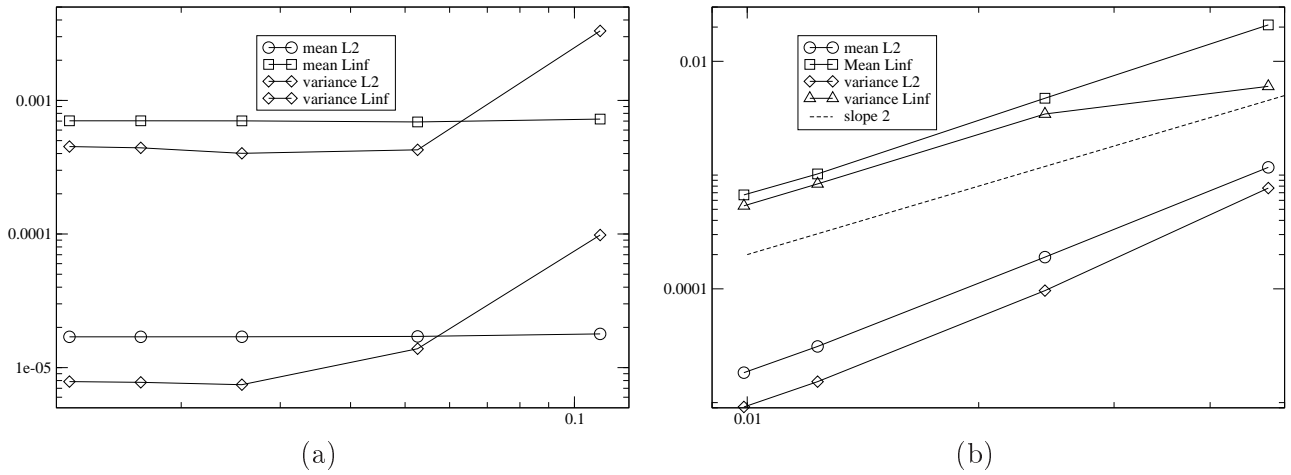 0.001
0.0001
1e-05
0.1
mean L2
mean Linf
variance L2
variance Linf
(a)
0.01
0.0001
0.01
mean L2
Mean Linf
variance L2
variance Linf
slope 2
(b)